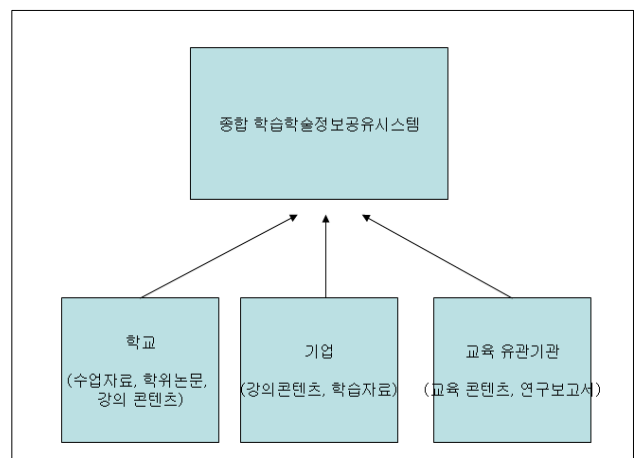 종합 학습학술정보공유시스템
학교
(수업자료, 학위논문,
강의 콘텐츠)
기업
(강의콘텐츠, 학습자료)
교육 유관기관
(교육 콘텐츠, 연구보고서)